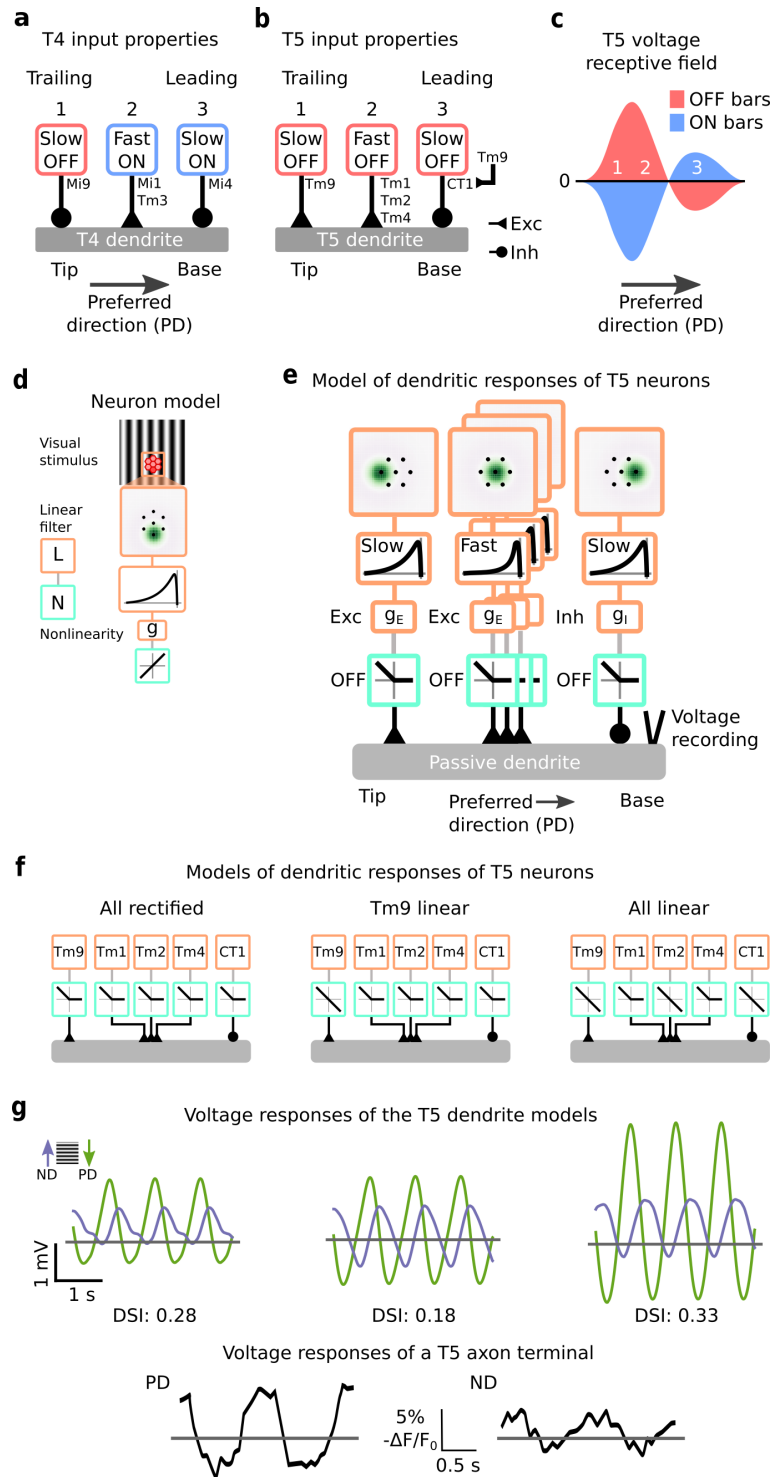 a
T4 input properties
Trailing Leading
1 2 3
Slow OFF
Fast ON
Slow ON
Mi9
Mi1
Tm3
Mi4
T4 dendrite
Tip Base
Preferred
direction (PD)
b
T5 input properties
Trailing Leading
1 2 3
Slow OFF
Fast OFF
Slow OFF
Tm9
Tm1
Tm2
Tm4
CT1
Tm9
T5 dendrite
Exc
Inh
Tip Base
c
T5 voltage
receptive field
OFF bars
ON bars
1 2 3
0
Preferred
direction (PD)
d
Neuron model
Visual
stimulus
Linear
filter
L
N
Nonlinearity
g
e
Model of dendritic responses of T5 neurons
Slow Fast Slow
Exc gE Exc gE Inh gI
OFF OFF OFF
Voltage
recording
Passive dendrite
Tip Base
Preferred
direction (PD)
f
Models of dendritic responses of T5 neurons
All rectified Tm9 linear All linear
Tm9 Tm1 Tm2 Tm4 CT1
Tm9 Tm1 Tm2 Tm4 CT1
Tm9 Tm1 Tm2 Tm4 CT1
g
Voltage responses of the T5 dendrite models
ND PD
1 mV
1 s
DSI: 0.28 DSI: 0.18 DSI: 0.33
Voltage responses of a T5 axon terminal
PD ND
5%
-ΔF/F0
0.5 s